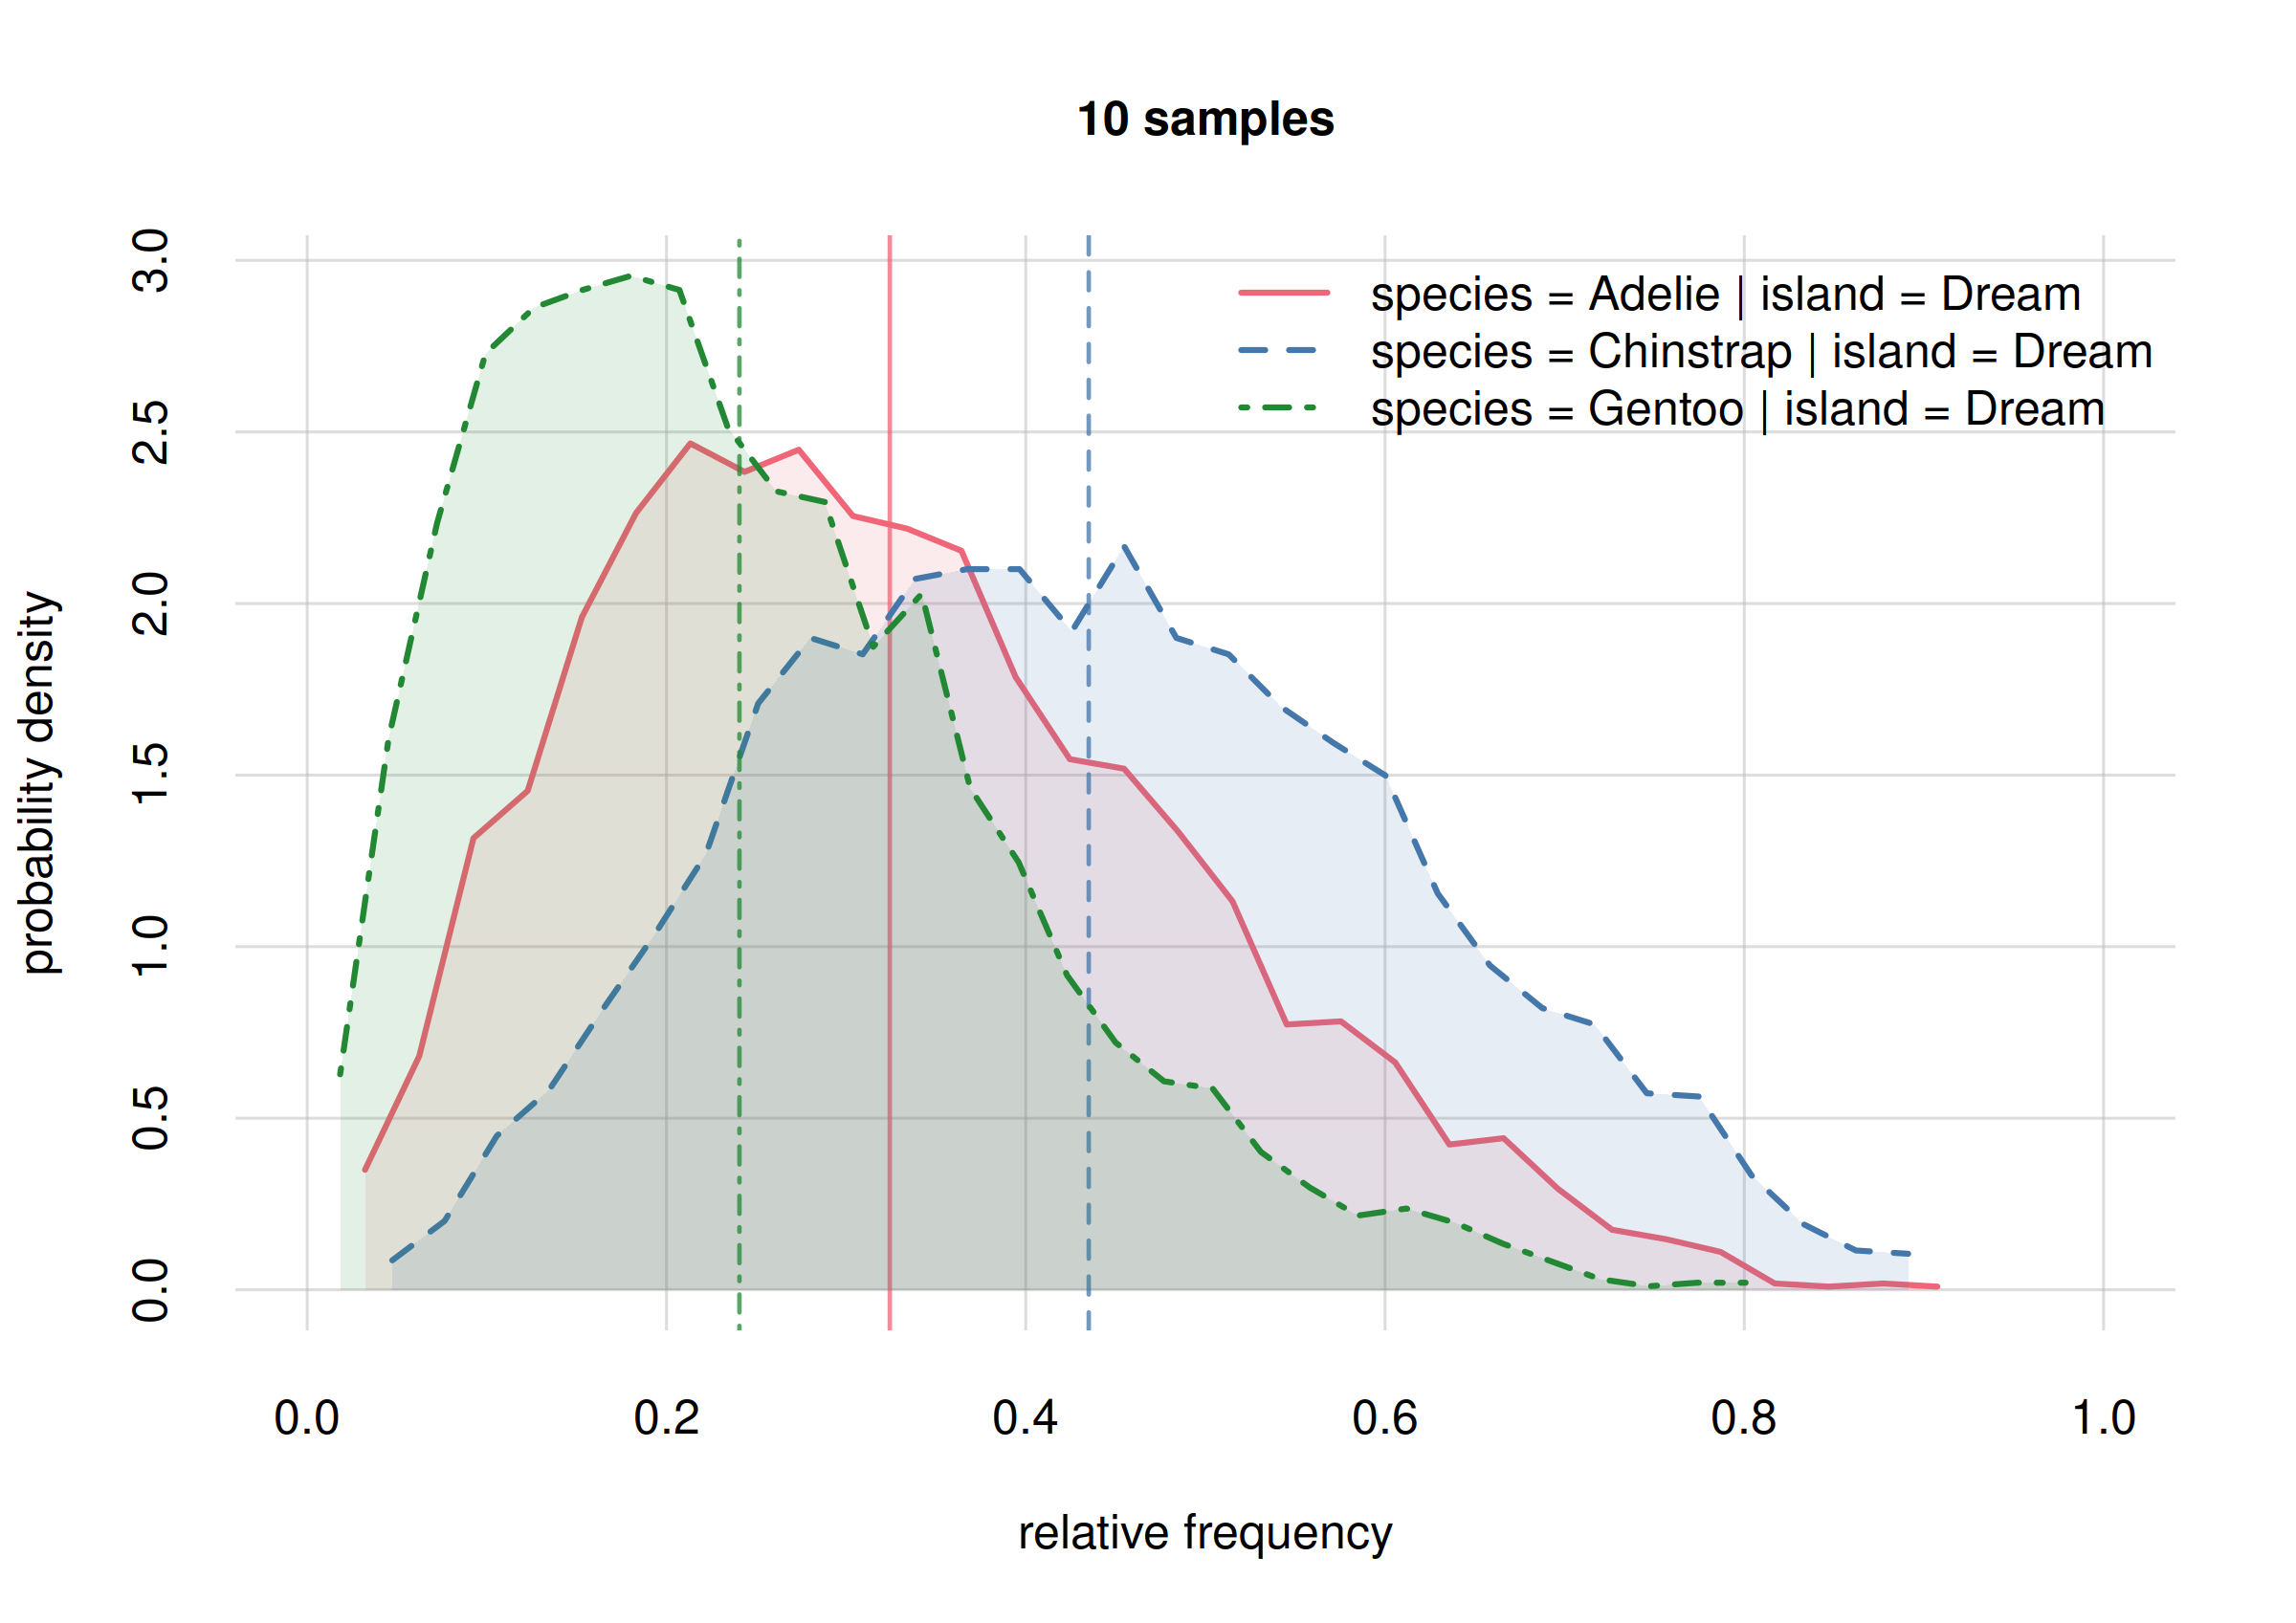 10 samples
species = Adelie | island = Dream
species = Chinstrap | island = Dream
species = Gentoo | island = Dream
probability density
3.0
2.5
2.0
1.5
1.0
0.5
0.0
0.0 0.2 0.4 0.6 0.8 1.0
relative frequency